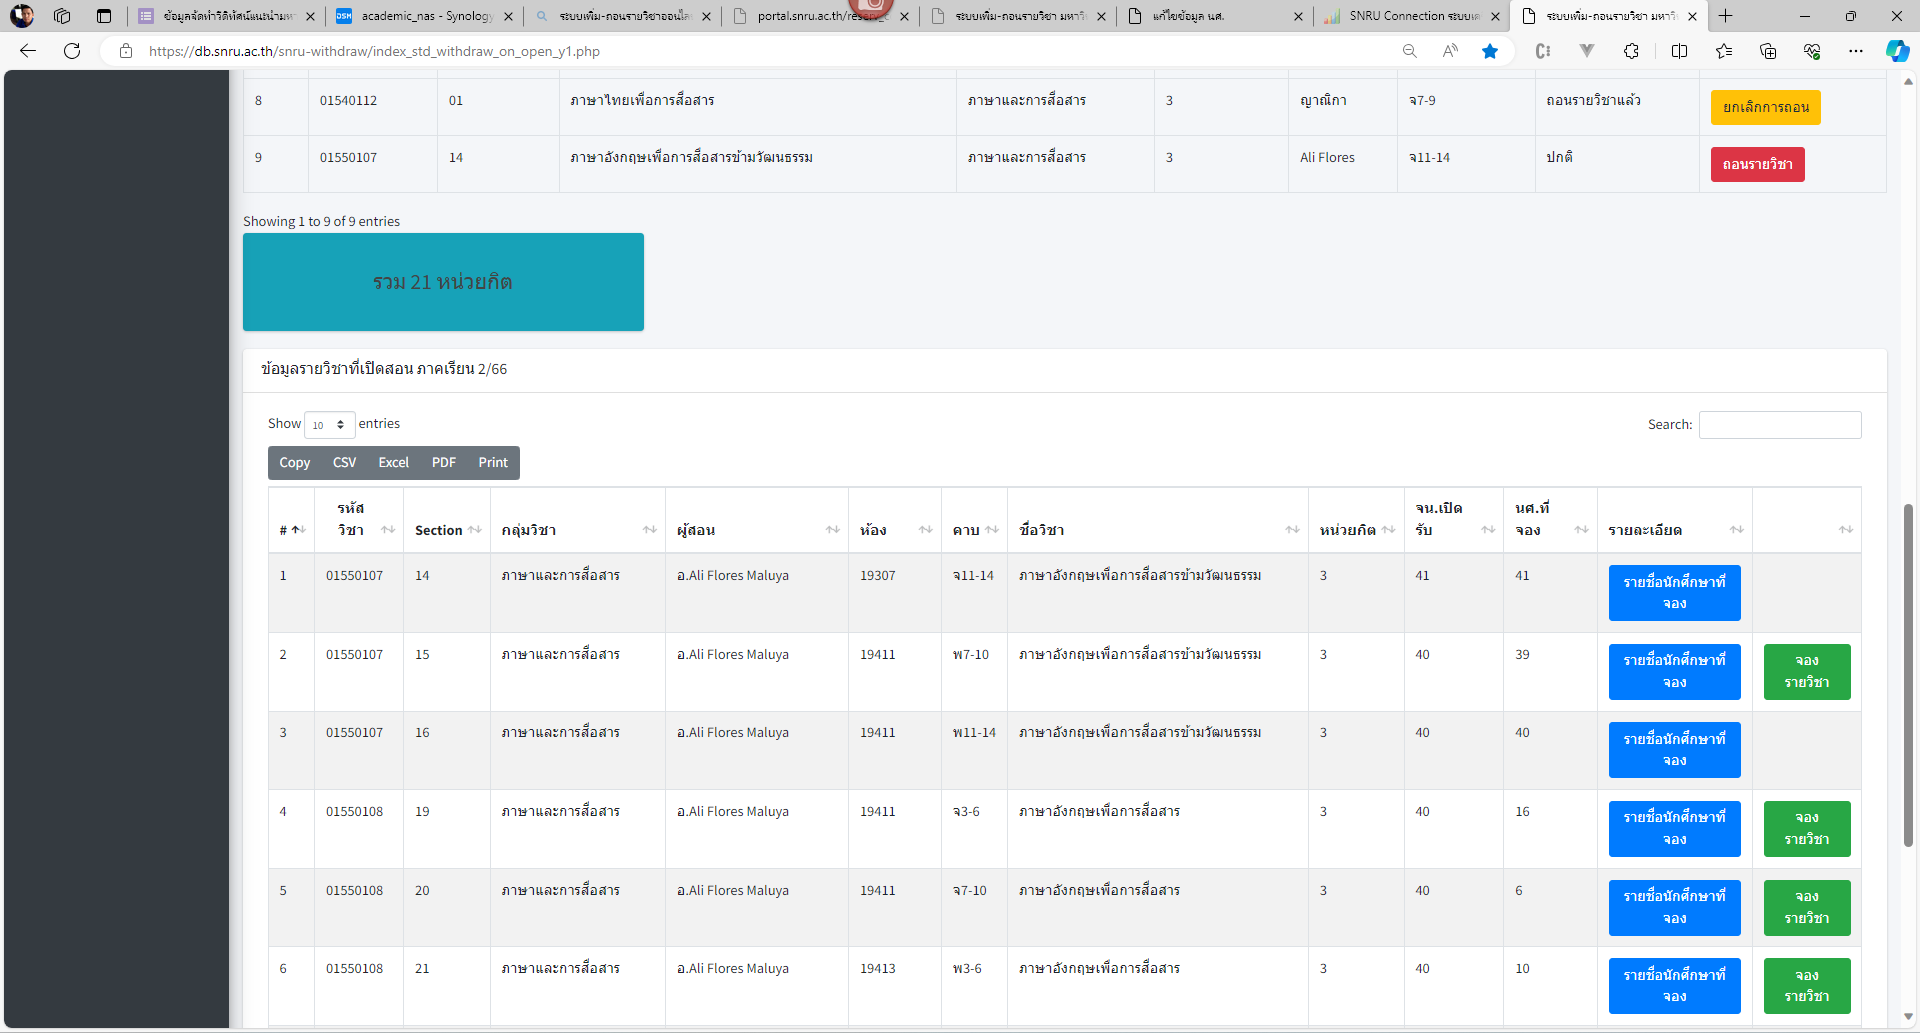 ข้อมูลจัดทำวีดิทัศน์แนะนำมหา
academic_nas - Synology
ระบบเพิ่ม-ถอนรายวิชาออนไล
portal.snru.ac.th/reserv_
ระบบเพิ่ม-ถอนรายวิชา มหาวิ
แก้ไขข้อมูล นศ.
SNRU Connection ระบบเค
ระบบเพิ่ม-ถอนรายวิชา มหาวิ
https://db.snru.ac.th/snru-withdraw/index_std_withdraw_on_open_y1.php
8 01540112 01 ภาษาไทยเพื่อการสื่อสาร ภาษาและการสื่อสาร 3 ญาณิกา จ7-9 ถอนรายวิชาแล้ว ยกเลิกการถอน
9 01550107 14 ภาษาอังกฤษเพื่อการสื่อสารข้ามวัฒนธรรม ภาษาและการสื่อสาร 3 Ali Flores จ11-14 ปกติ ถอนรายวิชา
Showing 1 to 9 of 9 entries
รวม 21 หน่วยกิต
ข้อมูลรายวิชาที่เปิดสอน ภาคเรียน 2/66
Show 10 entries Search:
Copy CSV Excel PDF Print
# รหัสวิชา Section กลุ่มวิชา ผู้สอน ห้อง คาบ ชื่อวิชา หน่วยกิต จน.เปิดรับ นศ.ที่จอง รายละเอียด
1 01550107 14 ภาษาและการสื่อสาร อ.Ali Flores Maluya 19307 จ11-14 ภาษาอังกฤษเพื่อการสื่อสารข้ามวัฒนธรรม 3 41 41 รายชื่อนักศึกษาที่จอง
2 01550107 15 ภาษาและการสื่อสาร อ.Ali Flores Maluya 19411 พ7-10 ภาษาอังกฤษเพื่อการสื่อสารข้ามวัฒนธรรม 3 40 39 รายชื่อนักศึกษาที่จอง จองรายวิชา
3 01550107 16 ภาษาและการสื่อสาร อ.Ali Flores Maluya 19411 พ11-14 ภาษาอังกฤษเพื่อการสื่อสารข้ามวัฒนธรรม 3 40 40 รายชื่อนักศึกษาที่จอง
4 01550108 19 ภาษาและการสื่อสาร อ.Ali Flores Maluya 19411 จ3-6 ภาษาอังกฤษเพื่อการสื่อสาร 3 40 16 รายชื่อนักศึกษาที่จอง จองรายวิชา
5 01550108 20 ภาษาและการสื่อสาร อ.Ali Flores Maluya 19411 จ7-10 ภาษาอังกฤษเพื่อการสื่อสาร 3 40 6 รายชื่อนักศึกษาที่จอง จองรายวิชา
6 01550108 21 ภาษาและการสื่อสาร อ.Ali Flores Maluya 19413 พ3-6 ภาษาอังกฤษเพื่อการสื่อสาร 3 40 10 รายชื่อนักศึกษาที่จอง จองรายวิชา